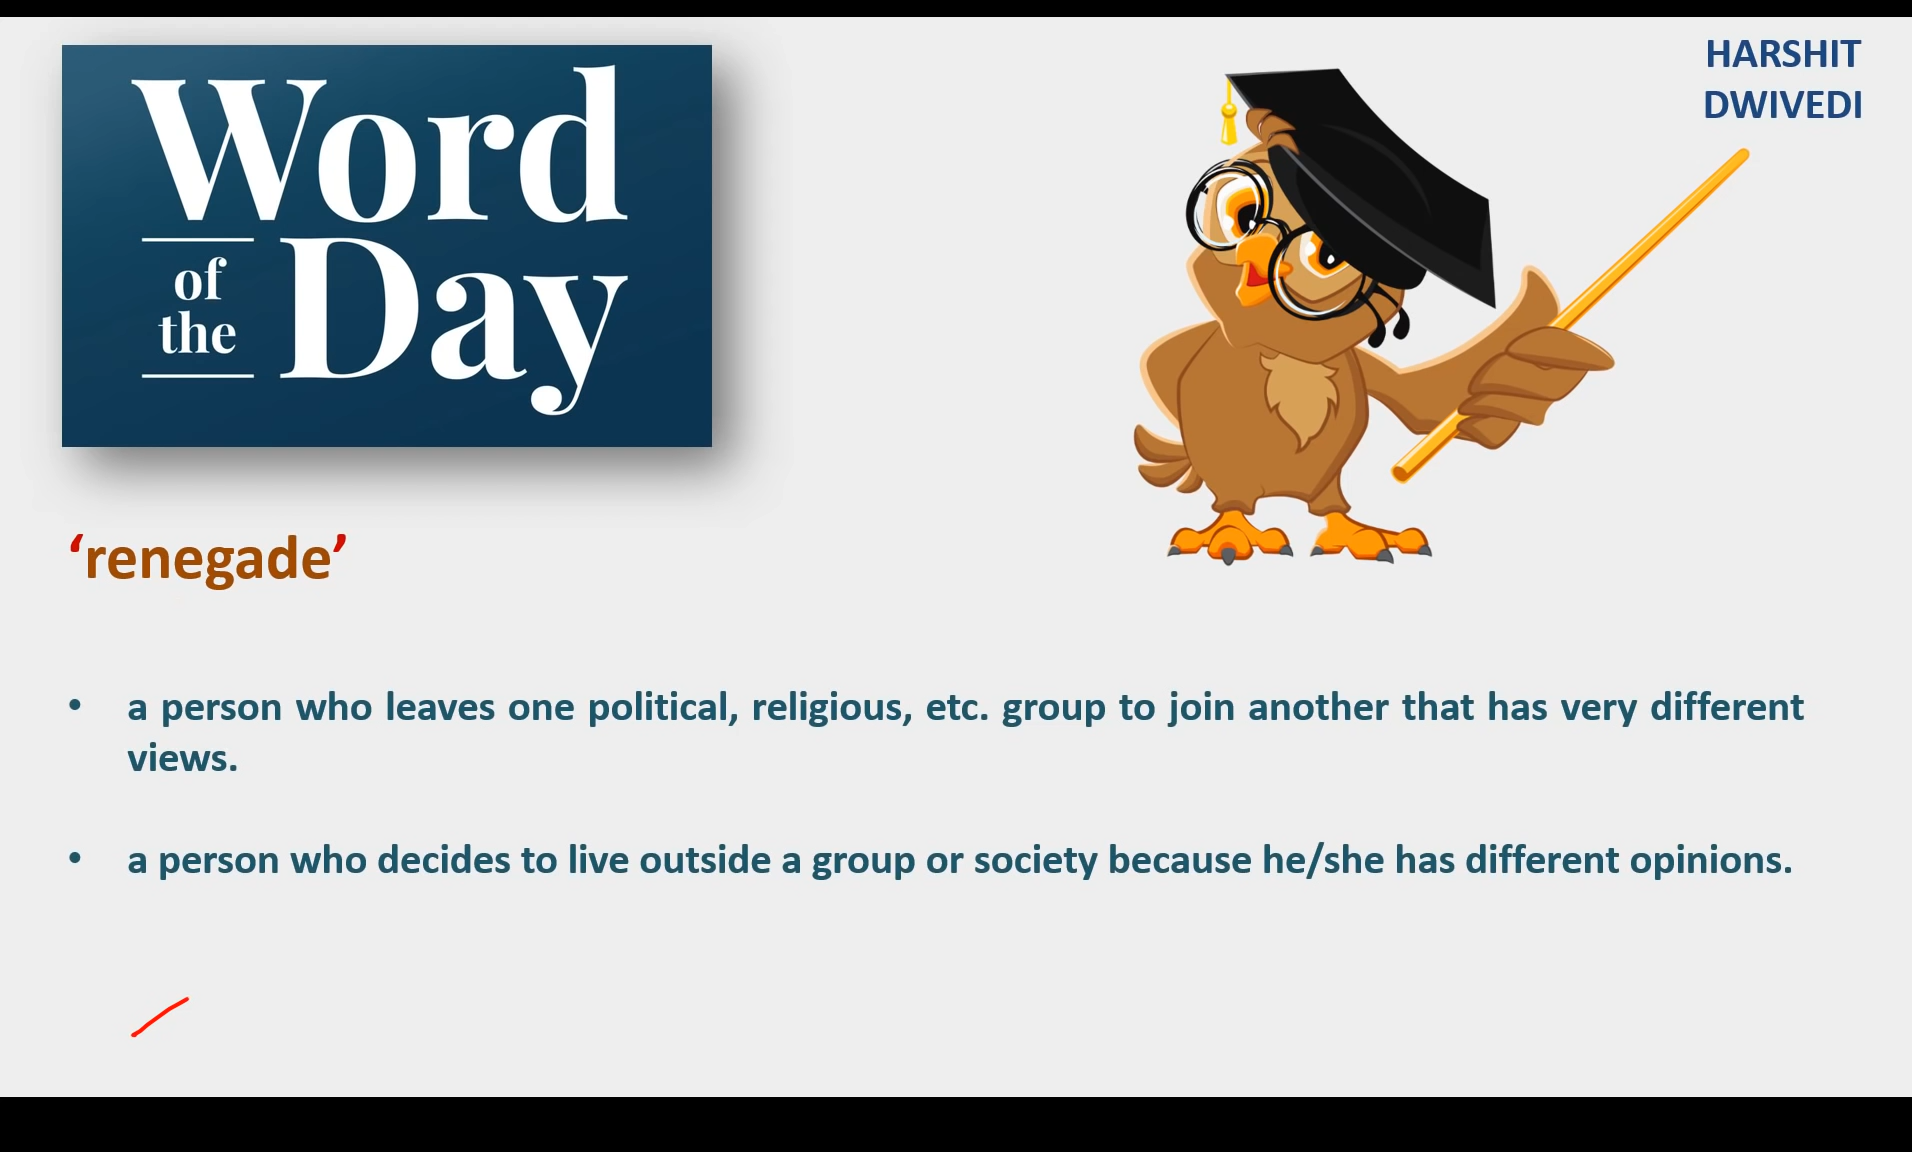 Word
of
the
Day
HARSHIT
DWIVEDI
‘renegade’
• a person who leaves one political, religious, etc. group to join another that has very different
views.
• a person who decides to live outside a group or society because he/she has different opinions.